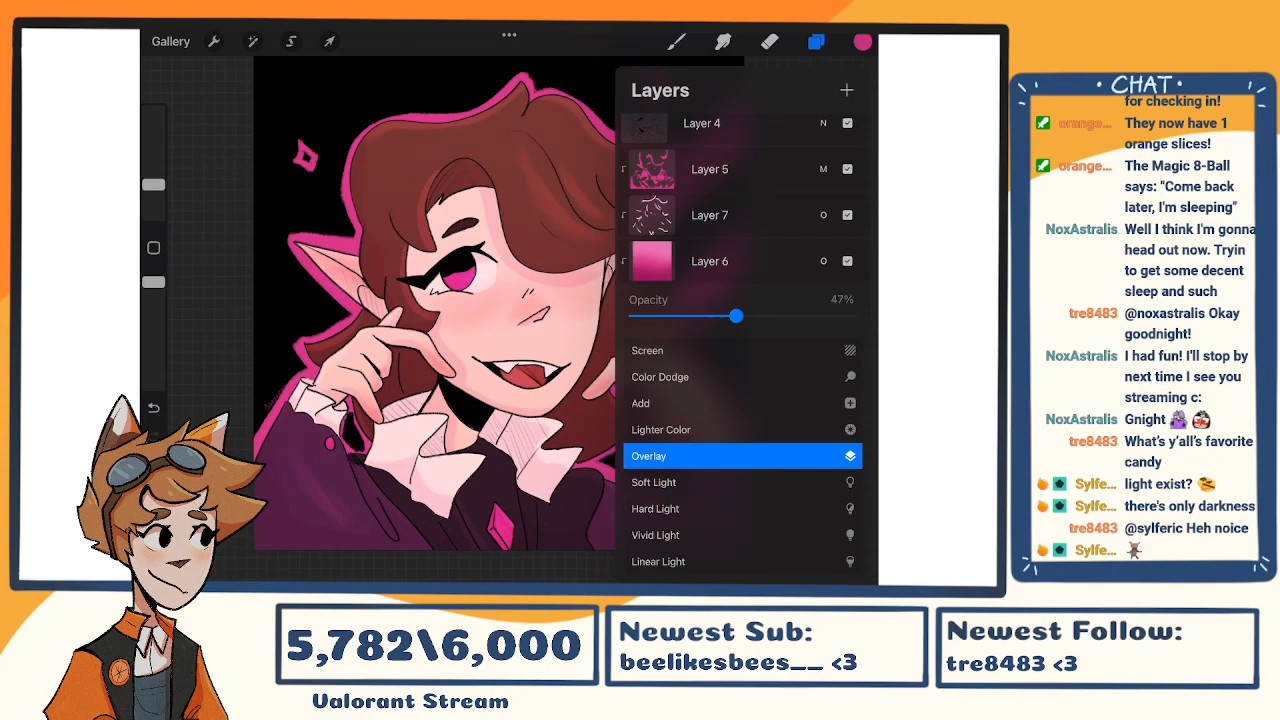 Gallery
Layers
Layer 4
N
Layer 5
M
Layer 7
O
Layer 6
O
Opacity
47%
Screen
Color Dodge
Add
Lighter Color
Overlay
Soft Light
Hard Light
Vivid Light
Linear Light
• CHAT •
for checking in!
orange... They now have 1
orange slices!
orange... The Magic 8-Ball
says: "Come back
later, I'm sleeping"
NoxAstralis Well I think I'm gonna
head out now. Tryin
to get some decent
sleep and such
tre8483 @noxastralis Okay
goodnight!
NoxAstralis I had fun! I'll stop by
next time I see you
streaming c:
NoxAstralis Gnight
tre8483 What's y'all's favorite
candy
Sylfe... light exist?
Sylfe... there's only darkness
tre8483 @sylferic Heh noice
Sylfe...
5,782\6,000
Valorant Stream
Newest Sub:
beelikesbees__ <3
Newest Follow:
tre8483 <3